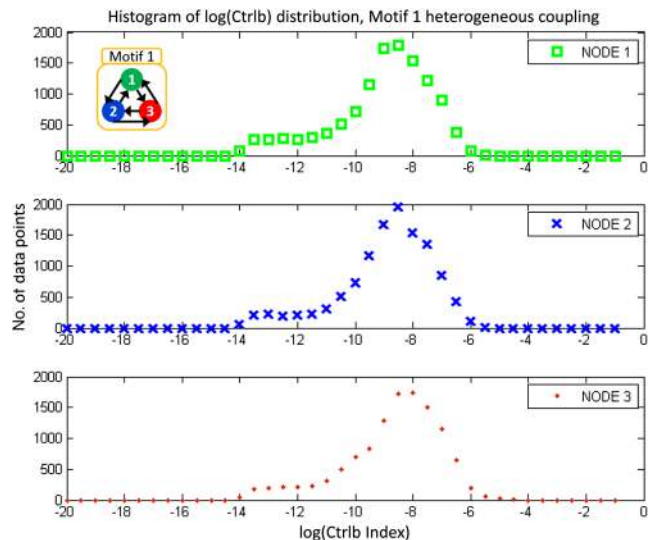 Histogram of log(Ctrlb) distribution, Motif 1 heterogeneous coupling
2000
1500
1000
500
0
Motif 1
1
2
3
NODE 1
-20 -18 -16 -14 -12 -10 -8 -6 -4 -2 0
No. of data points
2000
1500
1000
500
0
NODE 2
-20 -18 -16 -14 -12 -10 -8 -6 -4 -2 0
2000
1500
1000
500
0
NODE 3
-20 -18 -16 -14 -12 -10 -8 -6 -4 -2 0
log(Ctrlb Index)